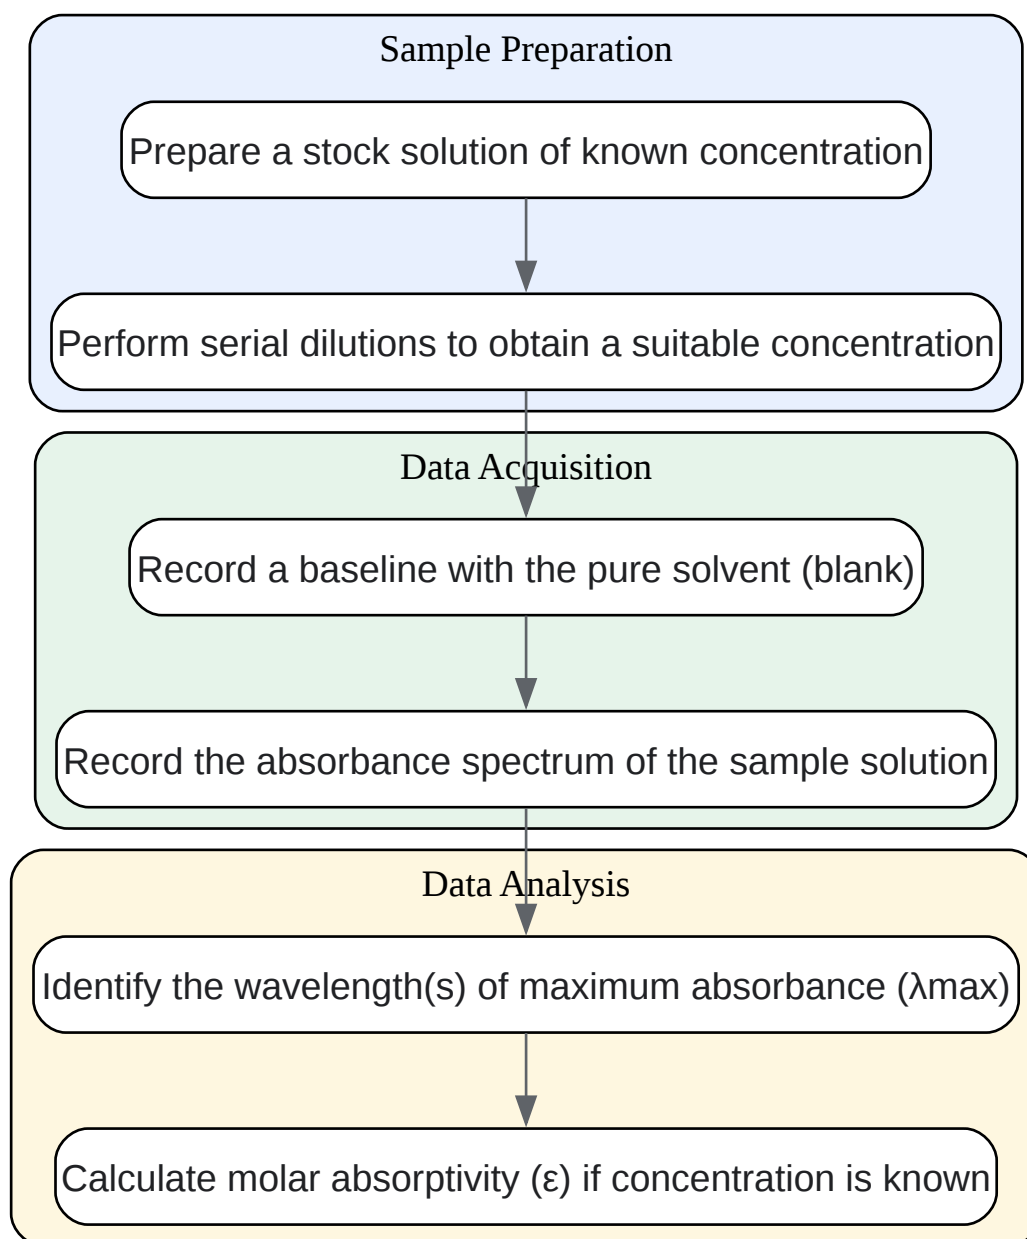 Sample Preparation
Prepare a stock solution of known concentration
Perform serial dilutions to obtain a suitable concentration
Data Acquisition
Record a baseline with the pure solvent (blank)
Record the absorbance spectrum of the sample solution
Data Analysis
Identify the wavelength(s) of maximum absorbance (λmax)
Calculate molar absorptivity (ε) if concentration is known